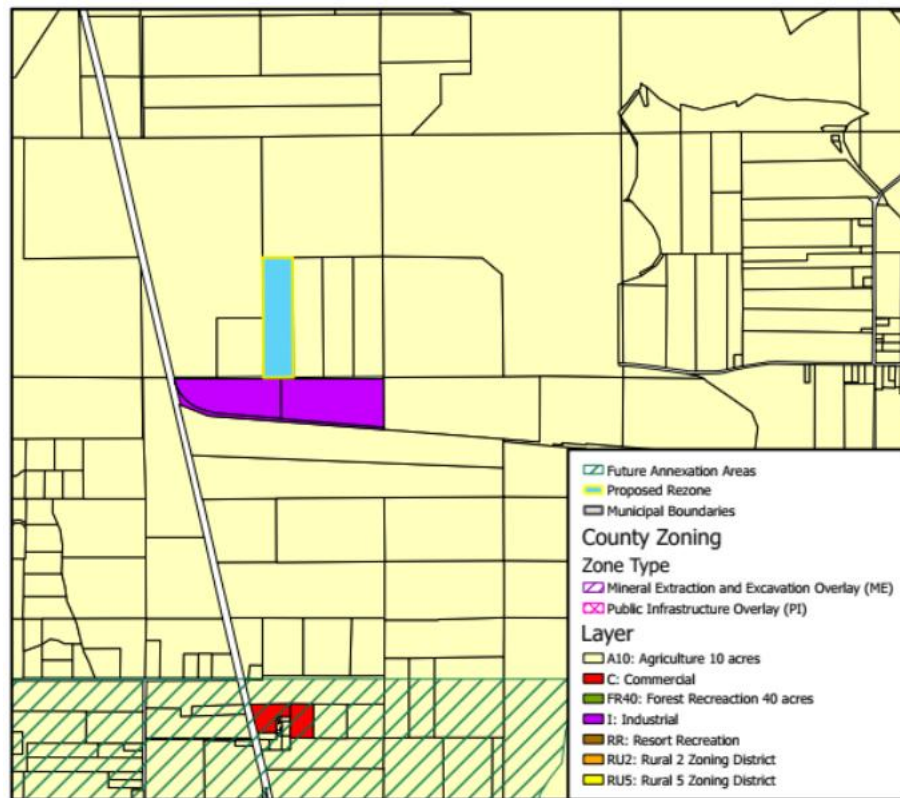 Future Annexation Areas
Proposed Rezone
Municipal Boundaries
County Zoning
Zone Type
Mineral Extraction and Excavation Overlay (ME)
Public Infrastructure Overlay (PI)
Layer
A10: Agriculture 10 acres
C: Commercial
FR40: Forest Recreaction 40 acres
I: Industrial
RR: Resort Recreation
RU2: Rural 2 Zoning District
RU5: Rural 5 Zoning District